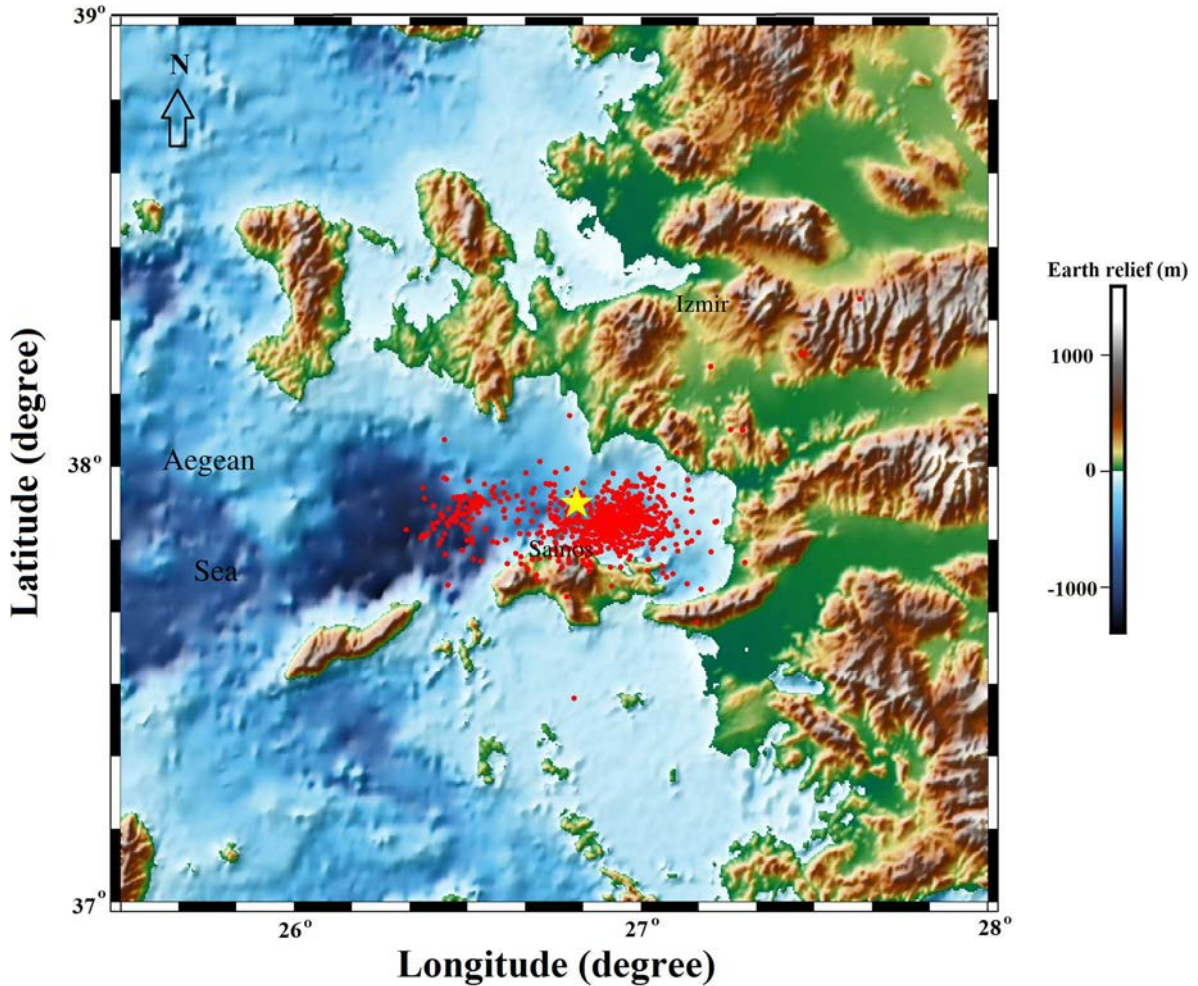 39°
N
Earth relief (m)
Izmir
1000
Aegean
38°
0
Samos
Sea
-1000
Latitude (degree)
37°
26°
27°
28°
Longitude (degree)